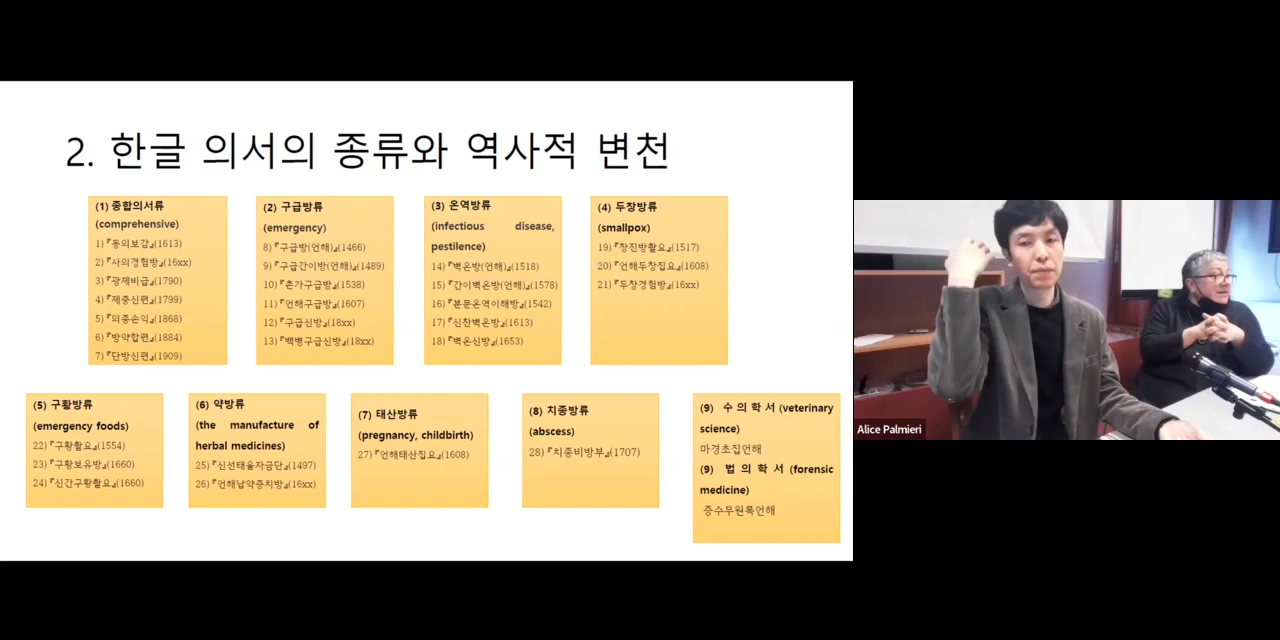 2. 한글 의서의 종류와 역사적 변천
(1) 종합의서류
(comprehensive)
1)『동의보감』(1613)
2)『사의경험방』(16xx)
3)『광제비급』(1790)
4)『제중신편』(1799)
5)『의종손익』(1868)
6)『방약합편』(1884)
7)『단방신편』(1909)
(2) 구급방류
(emergency)
8)『구급방(언해)』(1466)
9)『구급간이방(언해)』(1489)
10)『촌가구급방』(1538)
11)『언해구급방』(1607)
12)『구급신방』(18xx)
13)『백병구급신방』(18xx)
(3) 온역방류
(infectious disease,
pestilence)
14)『벽온방(언해)』(1518)
15)『간이벽온방(언해)』(1578)
16)『분문온역이해방』(1542)
17)『신찬벽온방』(1613)
18)『벽온신방』(1653)
(4) 두창방류
(smallpox)
19)『창진방촬요』(1517)
20)『언해두창집요』(1608)
21)『두창경험방』(16xx)
(5) 구황방류
(emergency foods)
22)『구황촬요』(1554)
23)『구황보유방』(1660)
24)『신간구황촬요』(1660)
(6) 약방류
(the manufacture of
herbal medicines)
25)『신선태을자금단』(1497)
26)『언해납약증치방』(16xx)
(7) 태산방류
(pregnancy, childbirth)
27)『언해태산집요』(1608)
(8) 치종방류
(abscess)
28)『치종비방부』(1707)
(9) 수의학서(veterinary
science)
마경초집언해
(9) 법의학서(forensic
medicine)
증수무원록언해
Alice Palmieri